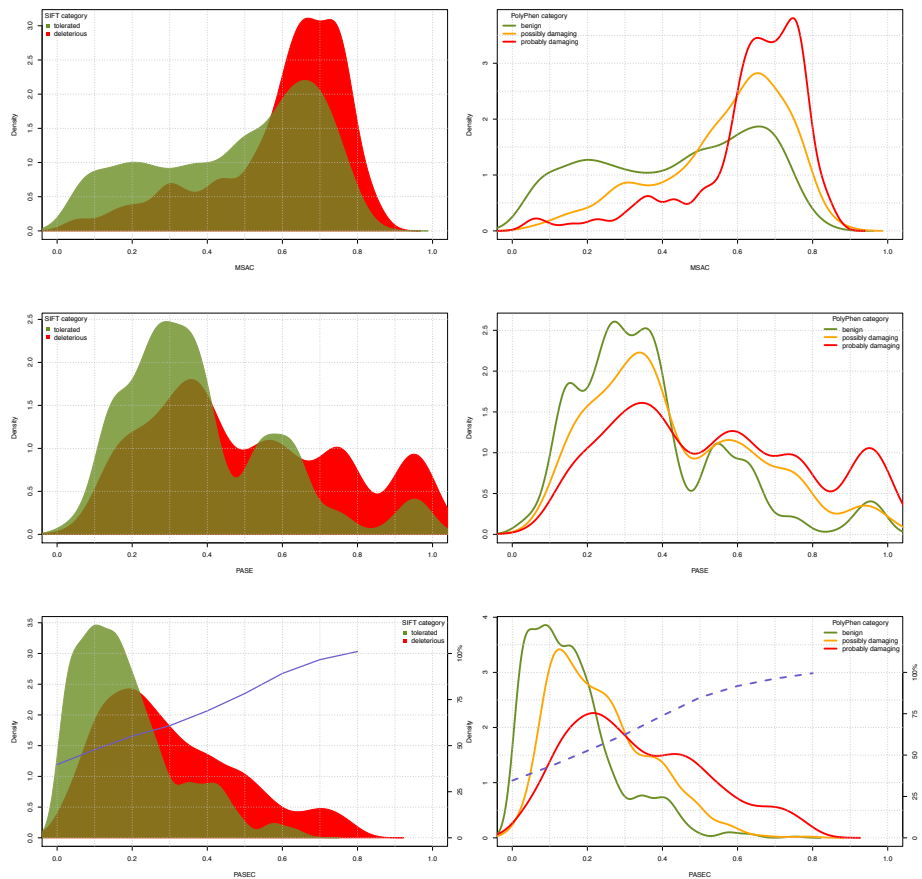 SIFT category
tolerated
deleterious
Density
0.0 0.5 1.0 1.5 2.0 2.5 3.0
0.0 0.2 0.4 0.6 0.8 1.0
MSAC
PolyPhen category
benign
possibly damaging
probably damaging
Density
0 1 2 3
0.0 0.2 0.4 0.6 0.8 1.0
MSAC
SIFT category
tolerated
deleterious
Density
0.0 0.5 1.0 1.5 2.0 2.5
0.0 0.2 0.4 0.6 0.8 1.0
PASE
PolyPhen category
benign
possibly damaging
probably damaging
Density
0.0 0.5 1.0 1.5 2.0 2.5
0.0 0.2 0.4 0.6 0.8 1.0
PASE
SIFT category
tolerated
deleterious
Density
0.0 0.5 1.0 1.5 2.0 2.5 3.0 3.5
0 25 50 75 100%
0.0 0.2 0.4 0.6 0.8 1.0
PASEC
PolyPhen category
benign
possibly damaging
probably damaging
Density
0 1 2 3 4
0 25 50 75 100%
0.0 0.2 0.4 0.6 0.8 1.0
PASEC